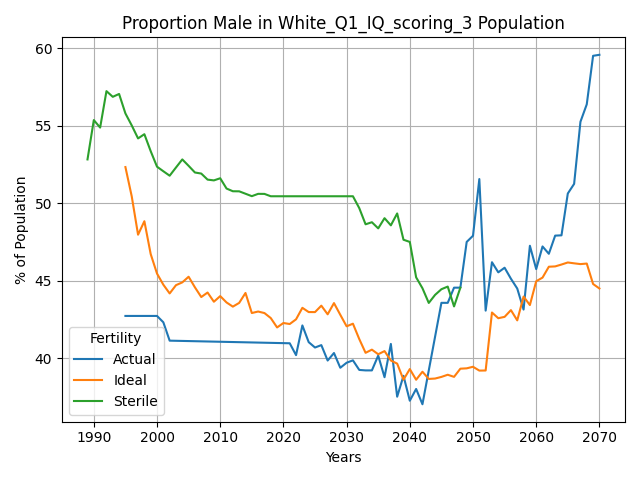 Proportion Male in White_Q1_IQ_scoring_3 Population
% of Population
60
55
50
45
40
Fertility
Actual
Ideal
Sterile
1990 2000 2010 2020 2030 2040 2050 2060 2070
Years